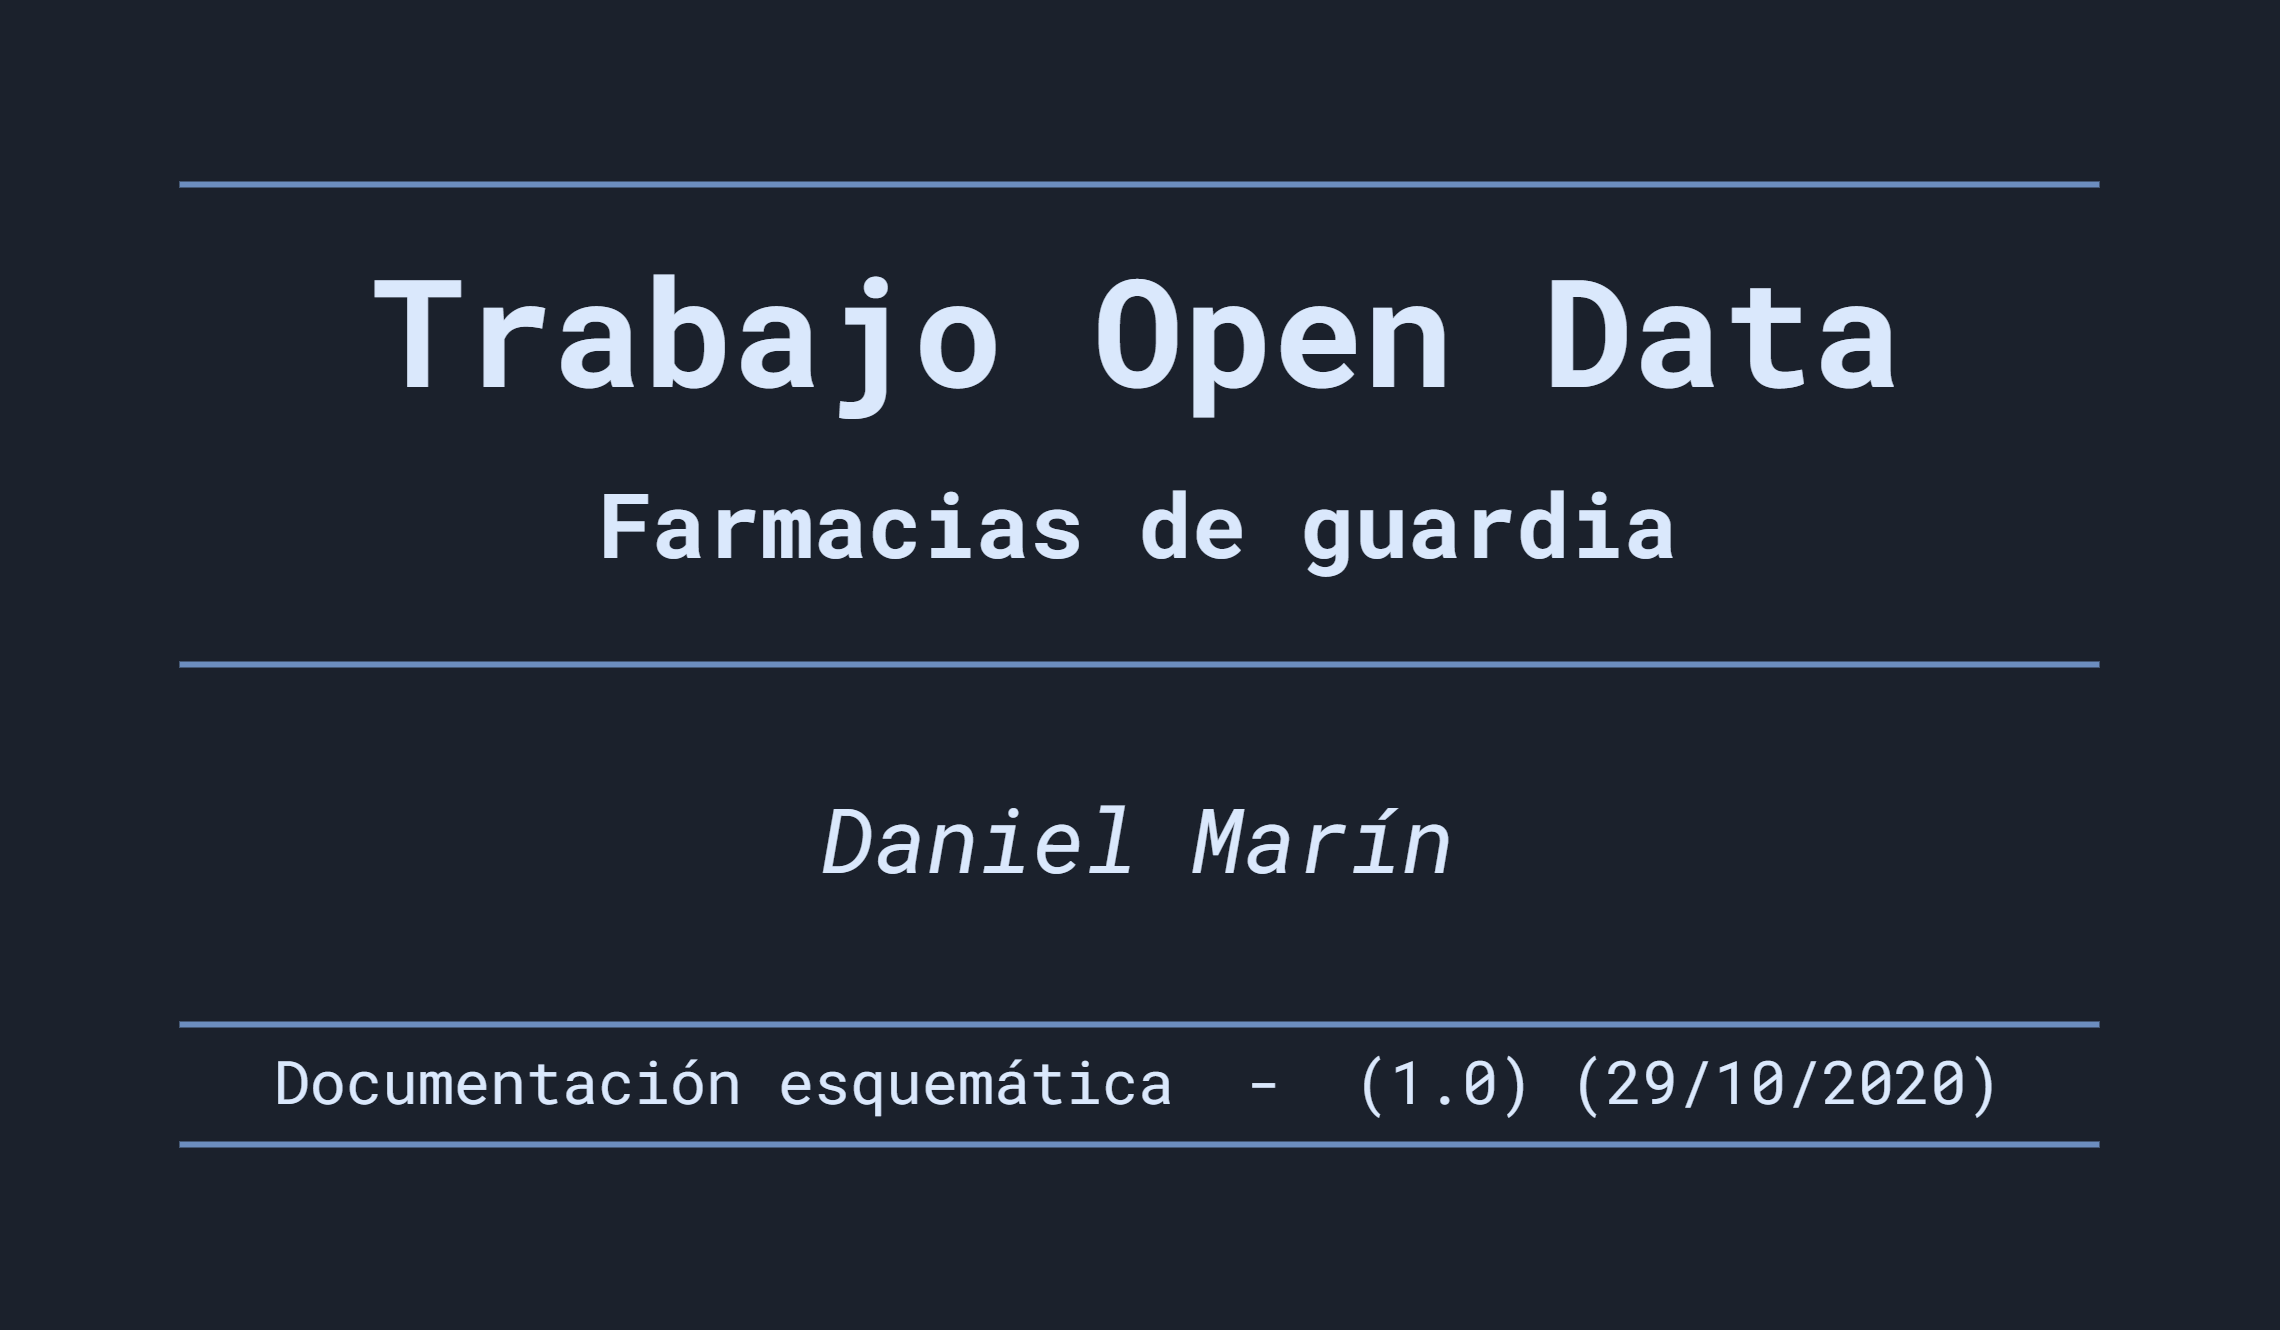 Trabajo Open Data
Farmacias de guardia
Daniel Marín
Documentación esquemática - (1.0) (29/10/2020)